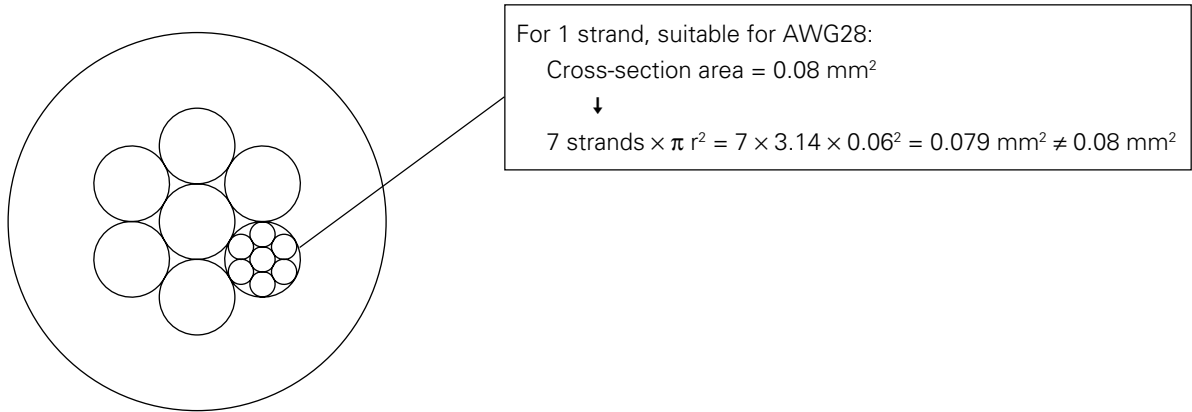 For 1 strand, suitable for AWG28:
Cross-section area = 0.08 mm²
↓
7 strands × π r² = 7 × 3.14 × 0.06² = 0.079 mm² ≠ 0.08 mm²